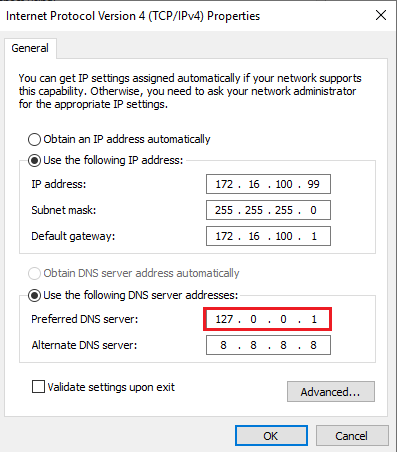 Internet Protocol Version 4 (TCP/IPv4) Properties
General
You can get IP settings assigned automatically if your network supports
this capability. Otherwise, you need to ask your network administrator
for the appropriate IP settings.
Obtain an IP address automatically
Use the following IP address:
IP address: 172 . 16 . 100 . 99
Subnet mask: 255 . 255 . 255 . 0
Default gateway: 172 . 16 . 100 . 1
Obtain DNS server address automatically
Use the following DNS server addresses:
Preferred DNS server: 127 . 0 . 0 . 1
Alternate DNS server: 8 . 8 . 8 . 8
Validate settings upon exit
Advanced...
OK Cancel